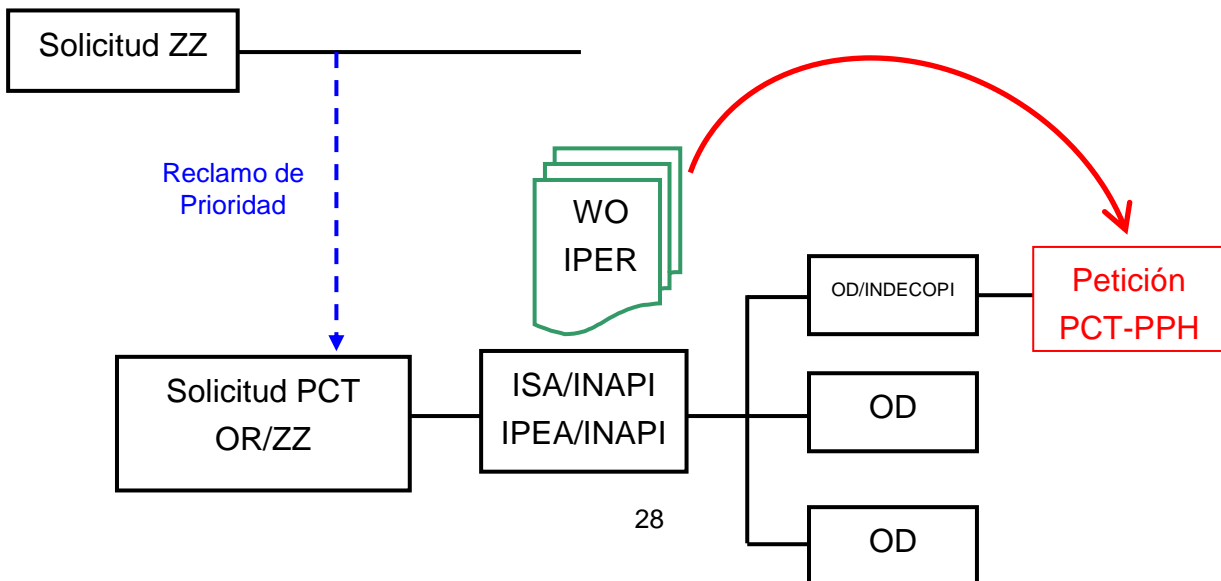 Solicitud ZZ
Reclamo de
Prioridad
WO
IPER
OD/INDECOPI
Petición
PCT-PPH
Solicitud PCT
OR/ZZ
ISA/INAPI
IPEA/INAPI
OD
28
OD